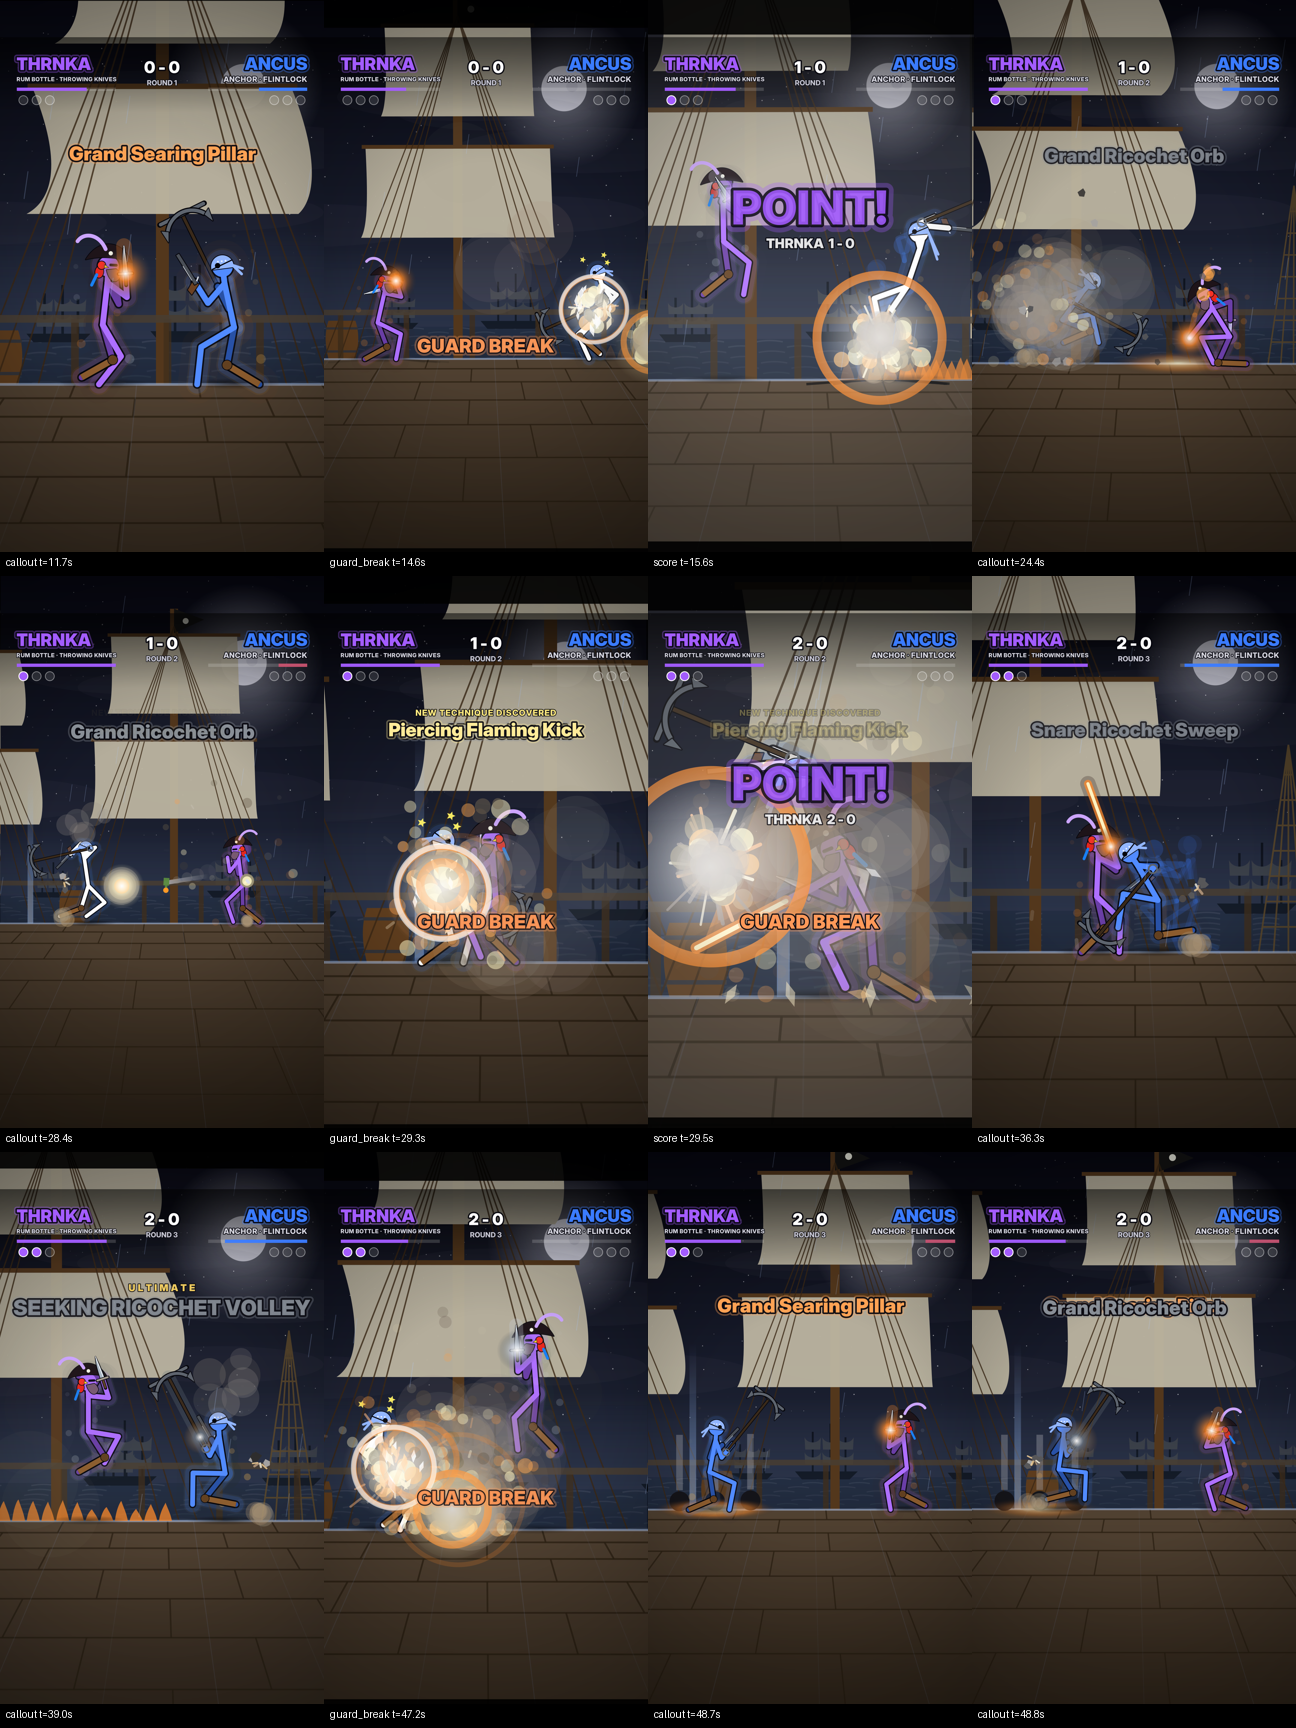 THRNKA
RUM BOTTLE · THROWING KNIVES
0 - 0
ROUND 1
ANCUS
ANCHOR · FLINTLOCK
Grand Searing Pillar
callout t=11.7s
THRNKA
RUM BOTTLE · THROWING KNIVES
0 - 0
ROUND 1
ANCUS
ANCHOR · FLINTLOCK
GUARD BREAK
guard_break t=14.6s
THRNKA
RUM BOTTLE · THROWING KNIVES
1 - 0
ROUND 1
ANCUS
ANCHOR · FLINTLOCK
POINT!
THRNKA 1 - 0
score t=15.6s
THRNKA
RUM BOTTLE · THROWING KNIVES
1 - 0
ROUND 2
ANCUS
ANCHOR · FLINTLOCK
Grand Ricochet Orb
callout t=24.4s
THRNKA
RUM BOTTLE · THROWING KNIVES
1 - 0
ROUND 2
ANCUS
ANCHOR · FLINTLOCK
Grand Ricochet Orb
callout t=28.4s
THRNKA
RUM BOTTLE · THROWING KNIVES
1 - 0
ROUND 2
ANCUS
ANCHOR · FLINTLOCK
NEW TECHNIQUE DISCOVERED
Piercing Flaming Kick
GUARD BREAK
guard_break t=29.3s
THRNKA
RUM BOTTLE · THROWING KNIVES
2 - 0
ROUND 2
ANCUS
ANCHOR · FLINTLOCK
NEW TECHNIQUE DISCOVERED
Piercing Flaming Kick
POINT!
THRNKA 2 - 0
GUARD BREAK
score t=29.5s
THRNKA
RUM BOTTLE · THROWING KNIVES
2 - 0
ROUND 3
ANCUS
ANCHOR · FLINTLOCK
Snare Ricochet Sweep
callout t=36.3s
THRNKA
RUM BOTTLE · THROWING KNIVES
2 - 0
ROUND 3
ANCUS
ANCHOR · FLINTLOCK
ULTIMATE
SEEKING RICOCHET VOLLEY
callout t=39.0s
THRNKA
RUM BOTTLE · THROWING KNIVES
2 - 0
ROUND 3
ANCUS
ANCHOR · FLINTLOCK
GUARD BREAK
guard_break t=47.2s
THRNKA
RUM BOTTLE · THROWING KNIVES
2 - 0
ROUND 3
ANCUS
ANCHOR · FLINTLOCK
Grand Searing Pillar
callout t=48.7s
THRNKA
RUM BOTTLE · THROWING KNIVES
2 - 0
ROUND 3
ANCUS
ANCHOR · FLINTLOCK
Grand Ricochet Orb
callout t=48.8s